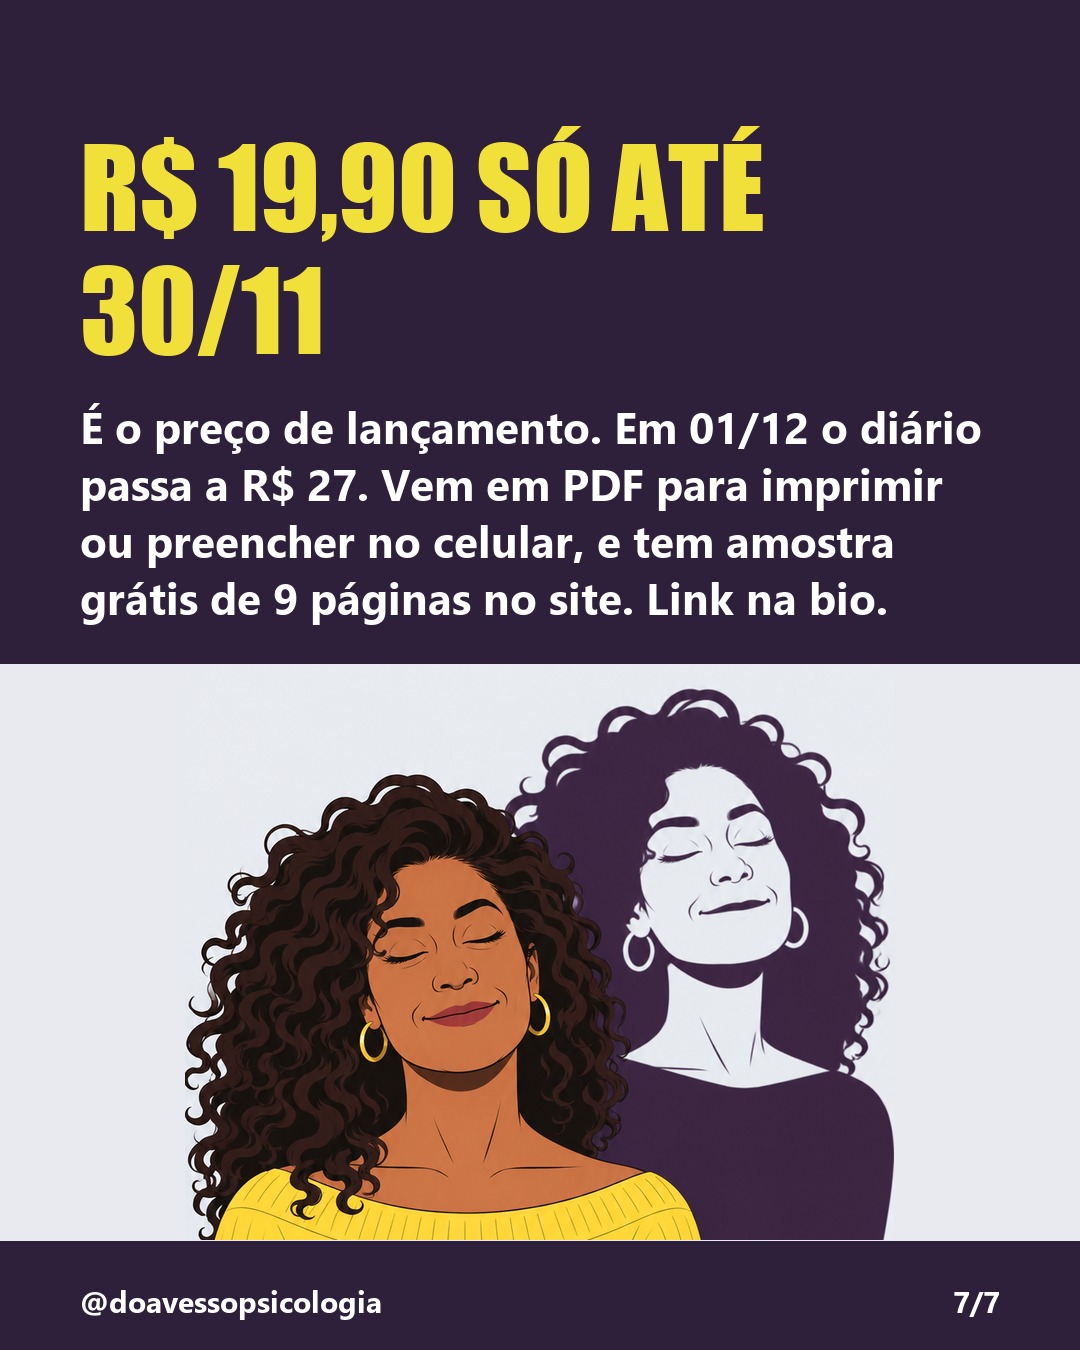 R$ 19,90 SÓ ATÉ
30/11
É o preço de lançamento. Em 01/12 o diário
passa a R$ 27. Vem em PDF para imprimir
ou preencher no celular, e tem amostra
grátis de 9 páginas no site. Link na bio.
@doavessopsicologia
7/7